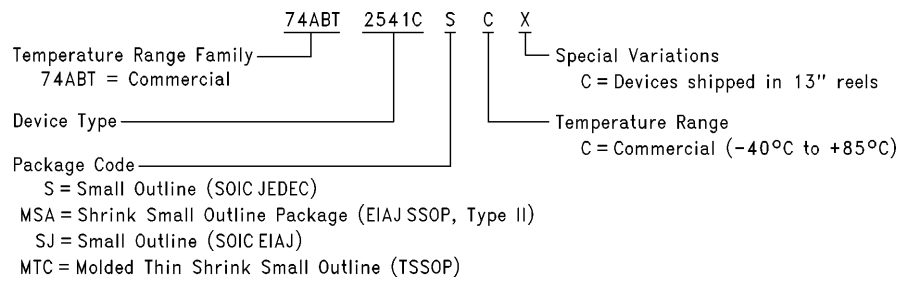 74ABT 2541C S C X
Temperature Range Family
74ABT = Commercial
Device Type
Package Code
S = Small Outline (SOIC JEDEC)
MSA = Shrink Small Outline Package (EIAJ SSOP, Type II)
SJ = Small Outline (SOIC EIAJ)
MTC = Molded Thin Shrink Small Outline (TSSOP)
Special Variations
C = Devices shipped in 13" reels
Temperature Range
C = Commercial (-40°C to +85°C)